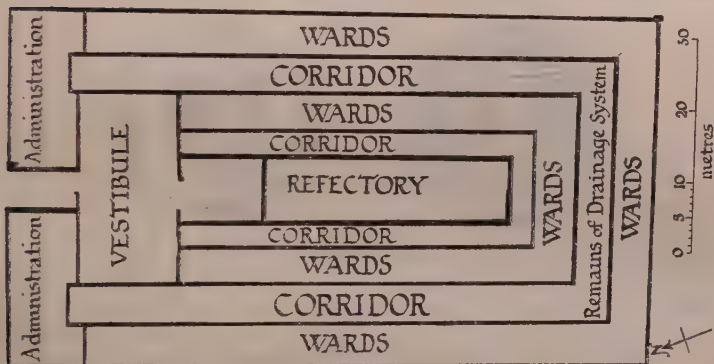 Administration
WARDS
CORRIDOR
WARDS
CORRIDOR
VESTIBULE
REFECTORY
CORRIDOR
WARDS
CORRIDOR
WARDS
Administration
WARDS
Remains of Drainage System
WARDS
30
20
10
5
0
metres
N